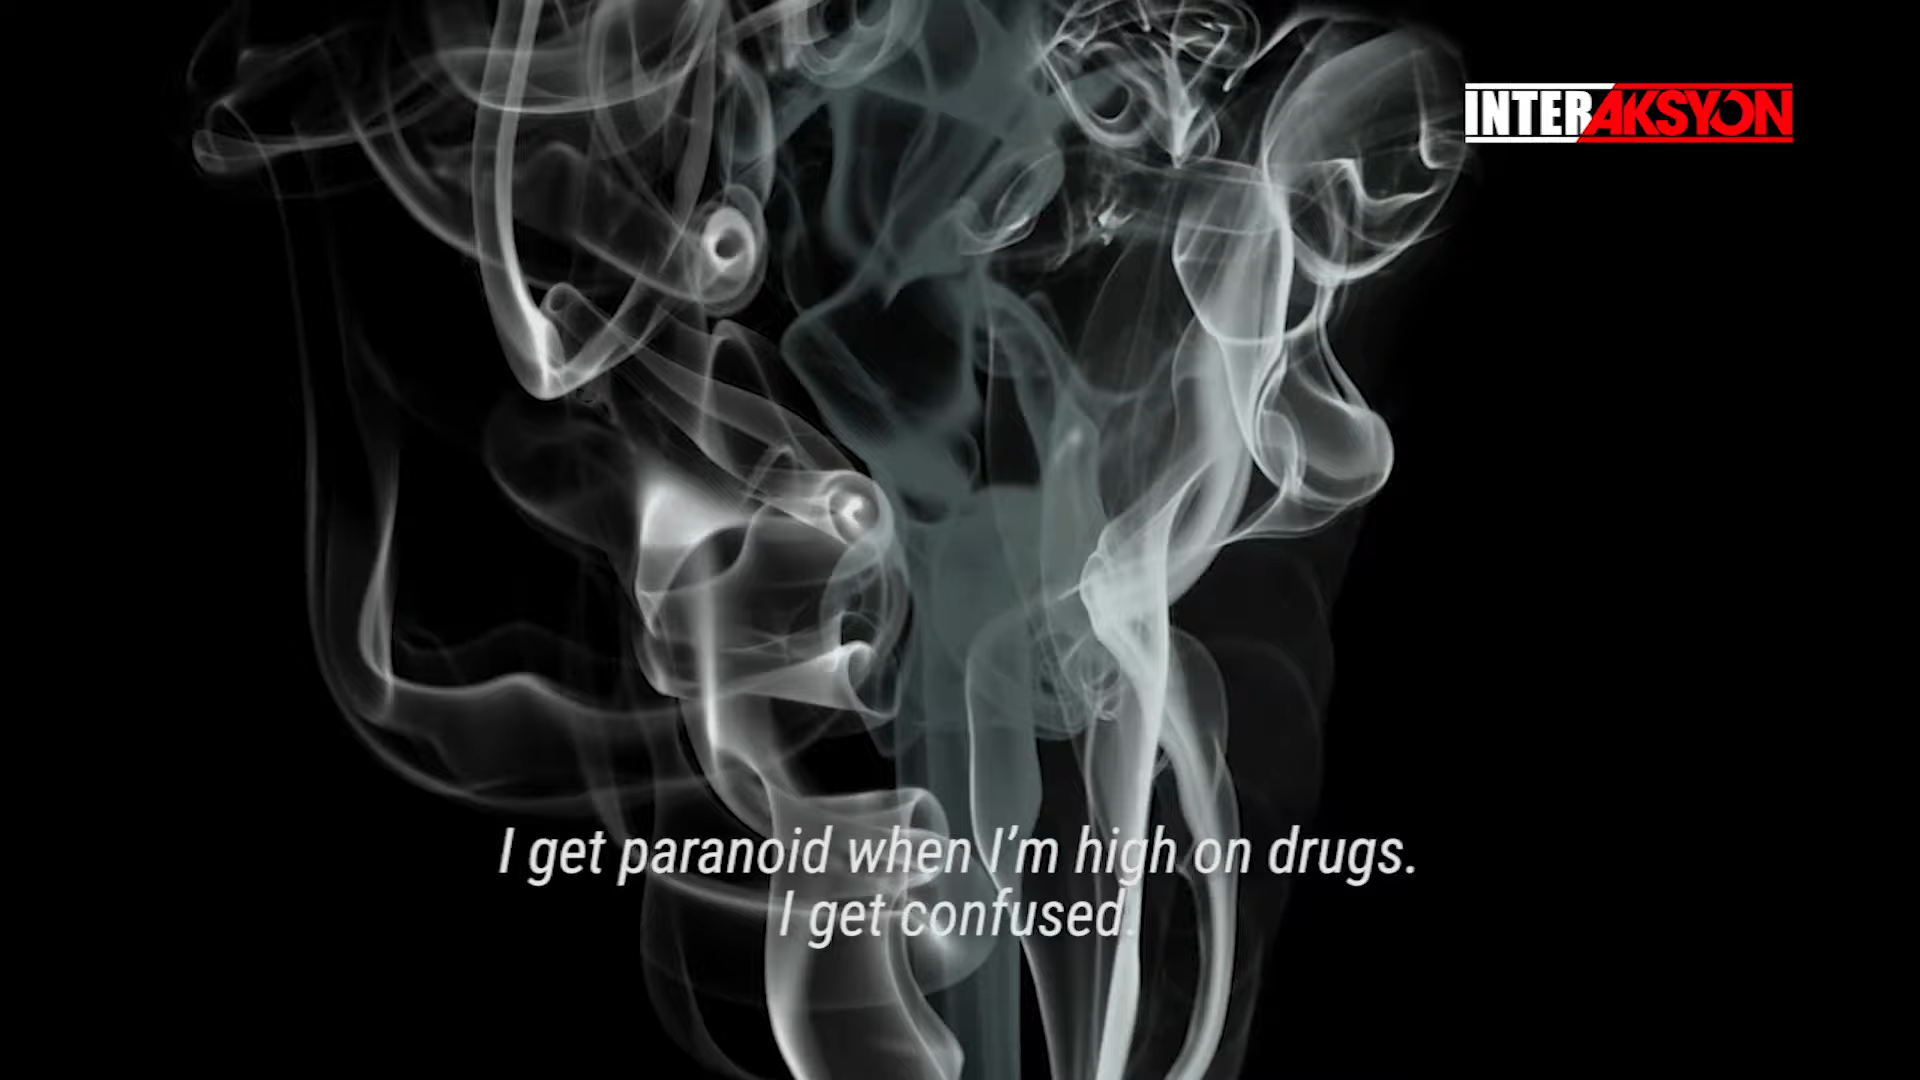 INTERAKSYON
I get paranoid when I'm high on drugs.
I get confused.